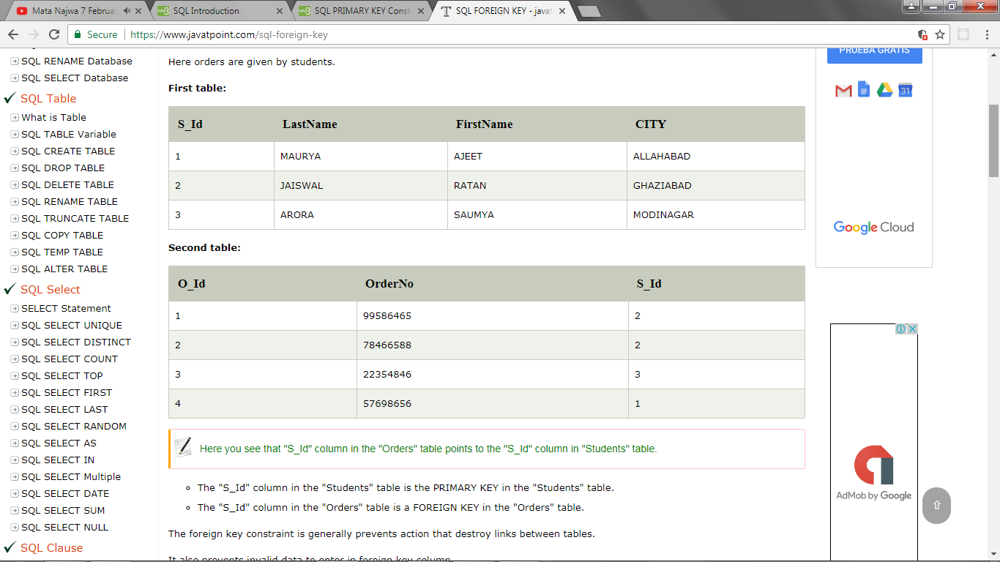 Mata Najwa 7 Februar
SQL Introduction
SQL PRIMARY KEY Const
SQL FOREIGN KEY - javat
Secure
https://www.javatpoint.com/sql-foreign-key
SQL RENAME Database
SQL SELECT Database
SQL Table
What is Table
SQL TABLE Variable
SQL CREATE TABLE
SQL DROP TABLE
SQL DELETE TABLE
SQL RENAME TABLE
SQL TRUNCATE TABLE
SQL COPY TABLE
SQL TEMP TABLE
SQL ALTER TABLE
SQL Select
SELECT Statement
SQL SELECT UNIQUE
SQL SELECT DISTINCT
SQL SELECT COUNT
SQL SELECT TOP
SQL SELECT FIRST
SQL SELECT LAST
SQL SELECT RANDOM
SQL SELECT AS
SQL SELECT IN
SQL SELECT Multiple
SQL SELECT DATE
SQL SELECT SUM
SQL SELECT NULL
SQL Clause
Here orders are given by students.
First table:
S_Id LastName FirstName CITY
1 MAURYA AJEET ALLAHABAD
2 JAISWAL RATAN GHAZIABAD
3 ARORA SAUMYA MODINAGAR
Second table:
O_Id OrderNo S_Id
1 99586465 2
2 78466588 2
3 22354846 3
4 57698656 1
Here you see that "S_Id" column in the "Orders" table points to the "S_Id" column in "Students" table.
The "S_Id" column in the "Students" table is the PRIMARY KEY in the "Students" table.
The "S_Id" column in the "Orders" table is a FOREIGN KEY in the "Orders" table.
The foreign key constraint is generally prevents action that destroy links between tables.
It also prevents invalid data to enter in foreign key column.
PRUEBA GRATIS
31
Google Cloud
AdMob by Google